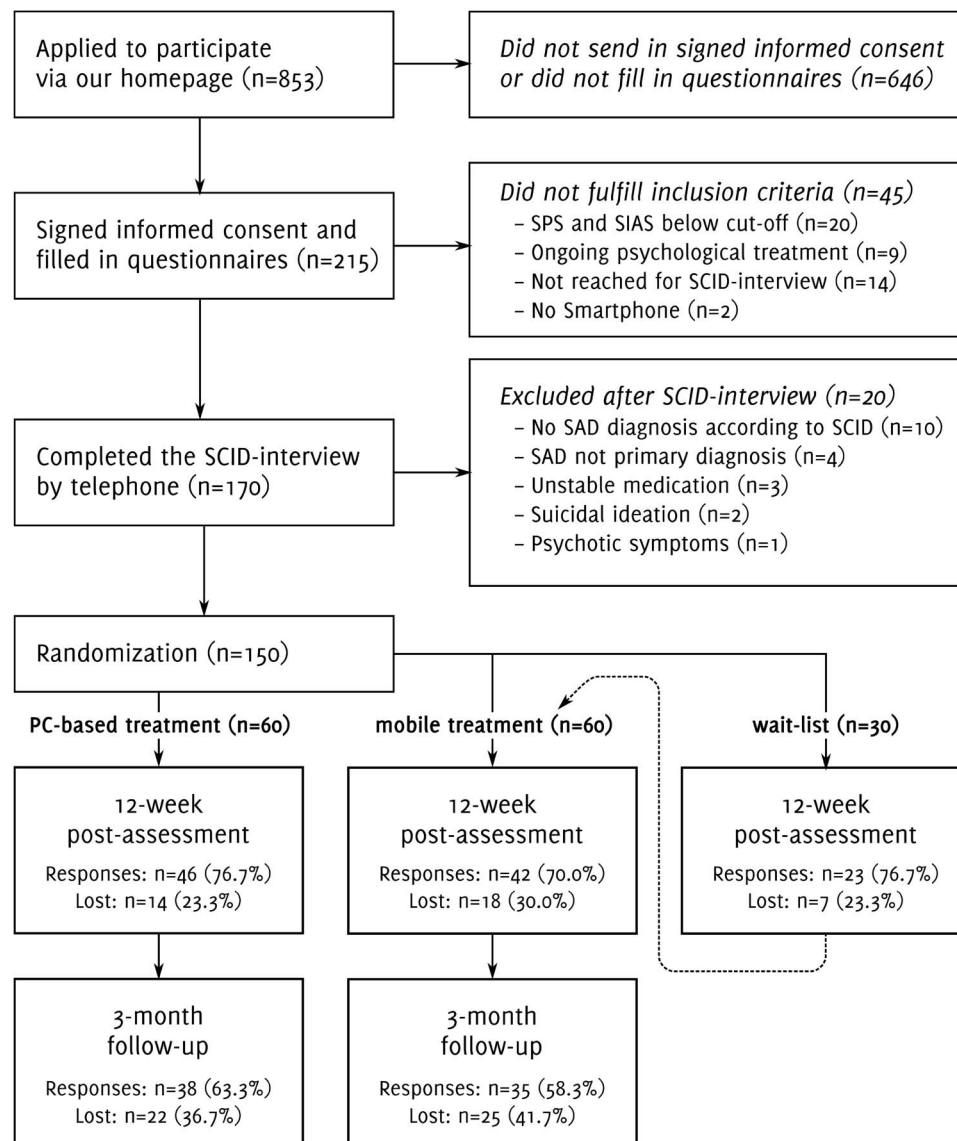 Applied to participate
via our homepage (n=853)
Did not send in signed informed consent
or did not fill in questionnaires (n=646)
Signed informed consent and
filled in questionnaires (n=215)
Did not fulfill inclusion criteria (n=45)
– SPS and SIAS below cut-off (n=20)
– Ongoing psychological treatment (n=9)
– Not reached for SCID-interview (n=14)
– No Smartphone (n=2)
Completed the SCID-interview
by telephone (n=170)
Excluded after SCID-interview (n=20)
– No SAD diagnosis according to SCID (n=10)
– SAD not primary diagnosis (n=4)
– Unstable medication (n=3)
– Suicidal ideation (n=2)
– Psychotic symptoms (n=1)
Randomization (n=150)
PC-based treatment (n=60)
mobile treatment (n=60)
wait-list (n=30)
12-week
post-assessment
Responses: n=46 (76.7%)
Lost: n=14 (23.3%)
12-week
post-assessment
Responses: n=42 (70.0%)
Lost: n=18 (30.0%)
12-week
post-assessment
Responses: n=23 (76.7%)
Lost: n=7 (23.3%)
3-month
follow-up
Responses: n=38 (63.3%)
Lost: n=22 (36.7%)
3-month
follow-up
Responses: n=35 (58.3%)
Lost: n=25 (41.7%)